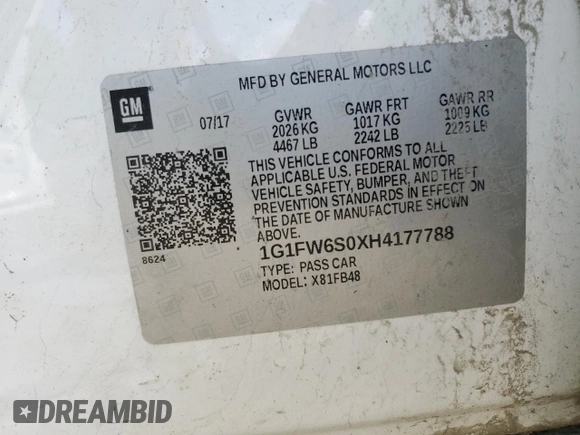 MFD BY GENERAL MOTORS LLC
GM
07/17
GVWR
2026 KG
4467 LB
GAWR FRT
1017 KG
2242 LB
GAWR RR
1009 KG
2225 LB
THIS VEHICLE CONFORMS TO ALL
APPLICABLE U.S. FEDERAL MOTOR
VEHICLE SAFETY, BUMPER, AND THEFT
PREVENTION STANDARDS IN EFFECT ON
THE DATE OF MANUFACTURE SHOWN
ABOVE.
8624
1G1FW6S0XH4177788
TYPE: PASS CAR
MODEL: X81FB48
DREAMBID